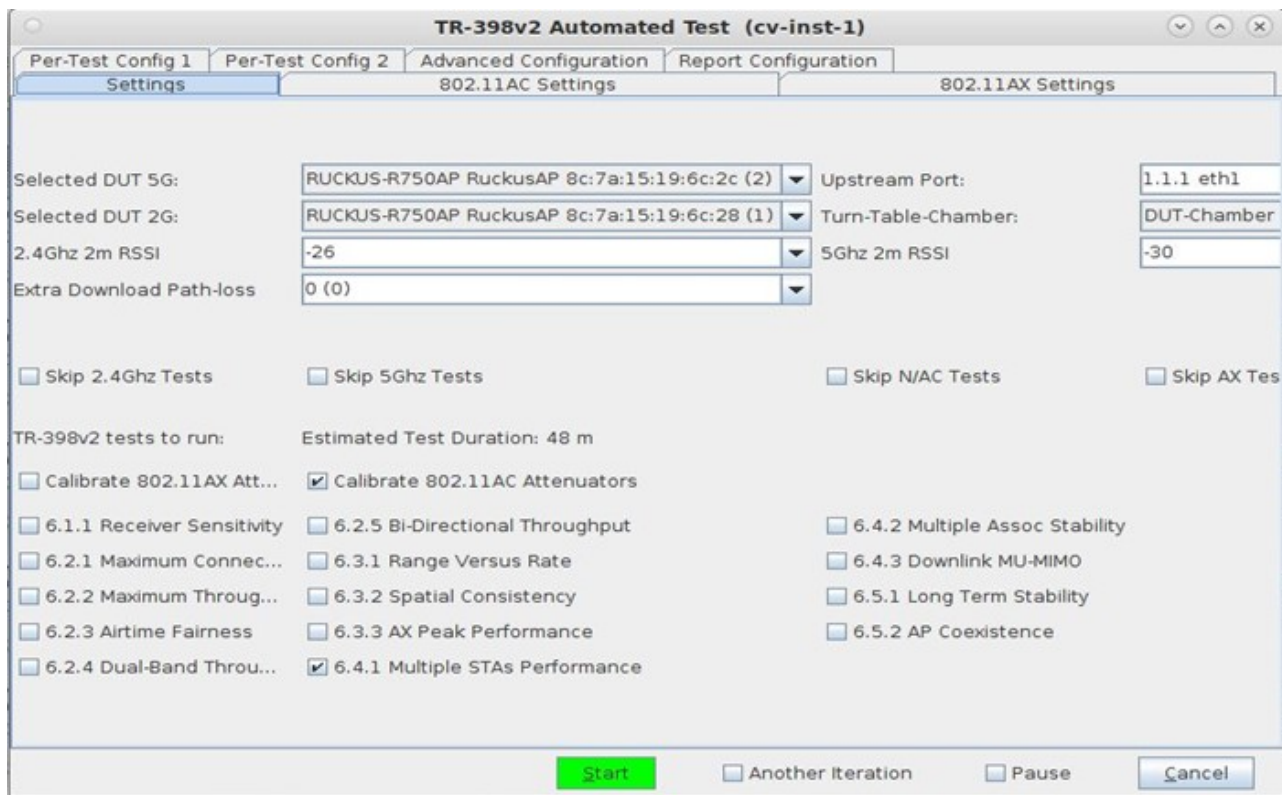 TR-398v2 Automated Test (cv-inst-1)
Per-Test Config 1 Per-Test Config 2 Advanced Configuration Report Configuration
Settings 802.11AC Settings 802.11AX Settings
Selected DUT 5G: RUCKUS-R750AP RuckusAP 8c:7a:15:19:6c:2c (2) Upstream Port: 1.1.1 eth1
Selected DUT 2G: RUCKUS-R750AP RuckusAP 8c:7a:15:19:6c:28 (1) Turn-Table-Chamber: DUT-Chamber
2.4Ghz 2m RSSI -26 5Ghz 2m RSSI -30
Extra Download Path-loss 0 (0)
Skip 2.4Ghz Tests Skip 5Ghz Tests Skip N/AC Tests Skip AX Tes
TR-398v2 tests to run: Estimated Test Duration: 48 m
Calibrate 802.11AX Att... Calibrate 802.11AC Attenuators
6.1.1 Receiver Sensitivity 6.2.5 Bi-Directional Throughput 6.4.2 Multiple Assoc Stability
6.2.1 Maximum Connec... 6.3.1 Range Versus Rate 6.4.3 Downlink MU-MIMO
6.2.2 Maximum Throug... 6.3.2 Spatial Consistency 6.5.1 Long Term Stability
6.2.3 Airtime Fairness 6.3.3 AX Peak Performance 6.5.2 AP Coexistence
6.2.4 Dual-Band Throu... 6.4.1 Multiple STAs Performance
Start Another Iteration Pause Cancel